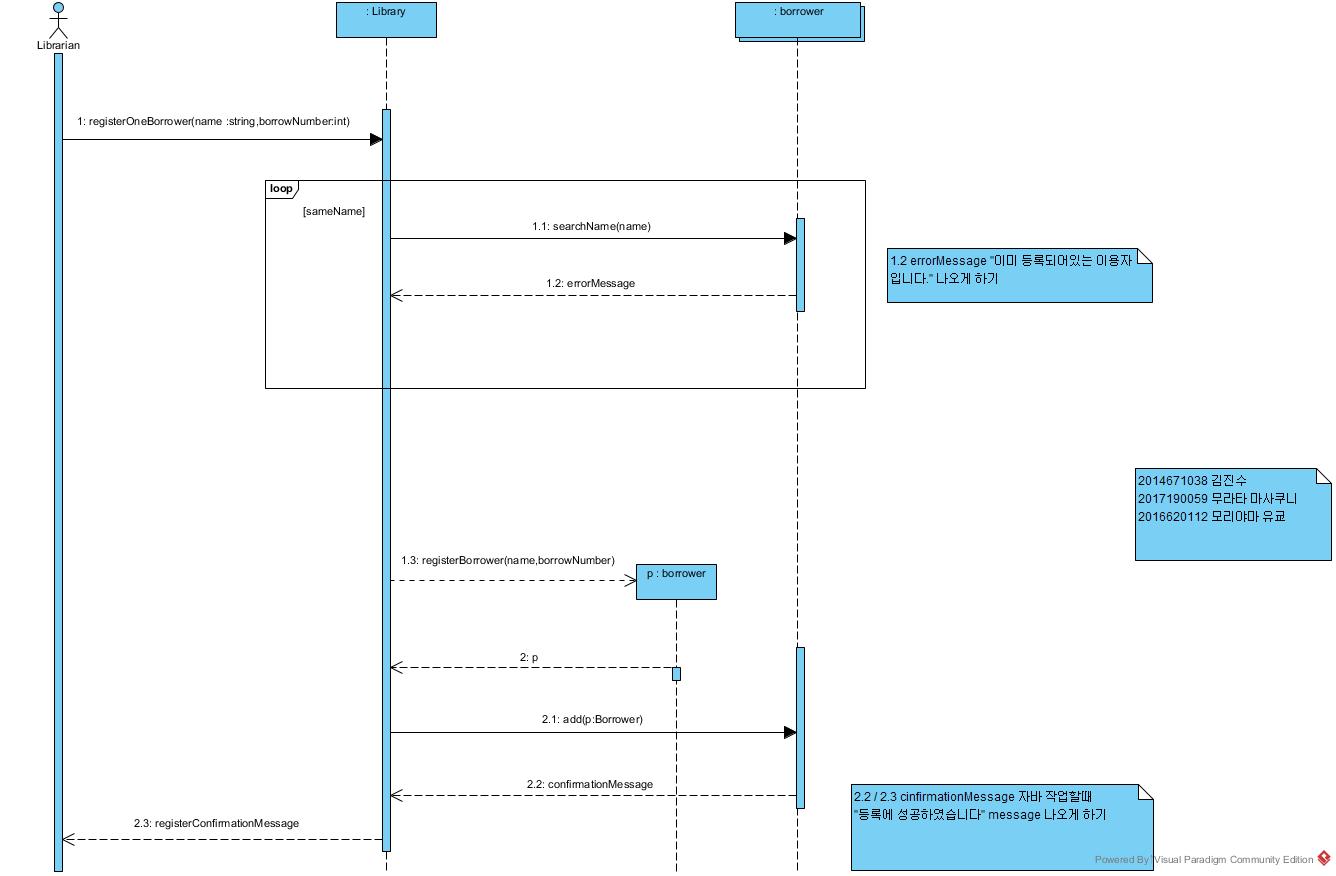 : Library
: borrower
Librarian
1: registerOneBorrower(name :string,borrowNumber:int)
loop
[sameName]
1.1: searchName(name)
1.2: errorMessage
1.2 errorMessage "이미 등록되어있는 이용자
입니다." 나오게 하기
2014671038 김진수
2017190059 무라타 마사쿠니
2016620112 모리야마 유쿄
1.3: registerBorrower(name,borrowNumber)
p : borrower
2: p
2.1: add(p:Borrower)
2.2: confirmationMessage
2.2 / 2.3 cinfirmationMessage 자바 작업할때
"등록에 성공하였습니다" message 나오게 하기
2.3: registerConfirmationMessage
Powered By Visual Paradigm Community Edition